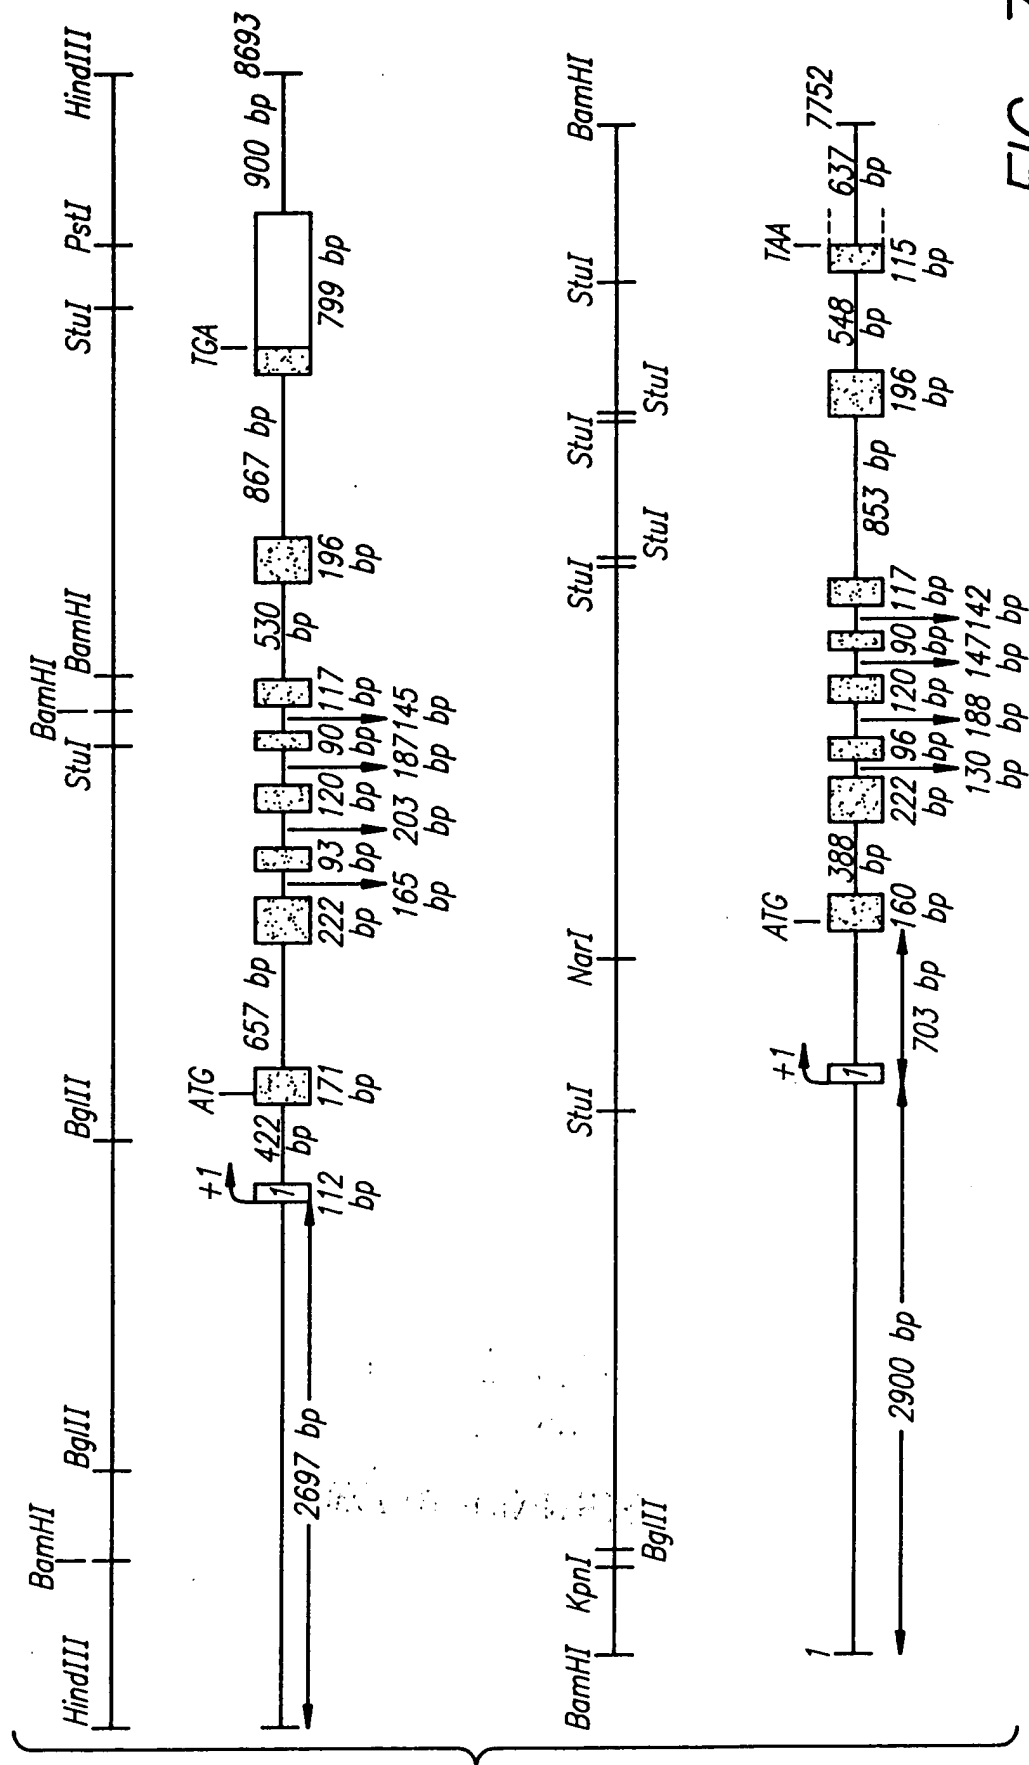 HindIII BamHI BglII BglII StuI BamHI BamHI StuI PstI HindIII
+1 ATG TGA
2697 bp
112 bp
422 bp
171 bp
657 bp
222 bp
165 bp
93 bp
203 bp
120 bp
187 bp
90 bp
145 bp
117 bp
530 bp
196 bp
867 bp
799 bp
900 bp
8693
BamHI KpnI BglII StuI NarI StuI StuI StuI StuI StuI BamHI
1
+1 ATG TAA
2900 bp
1
703 bp
160 bp
388 bp
222 bp
130 bp
96 bp
188 bp
120 bp
147 bp
90 bp
142 bp
117 bp
853 bp
196 bp
548 bp
115 bp
637 bp
7752
1
FIG.